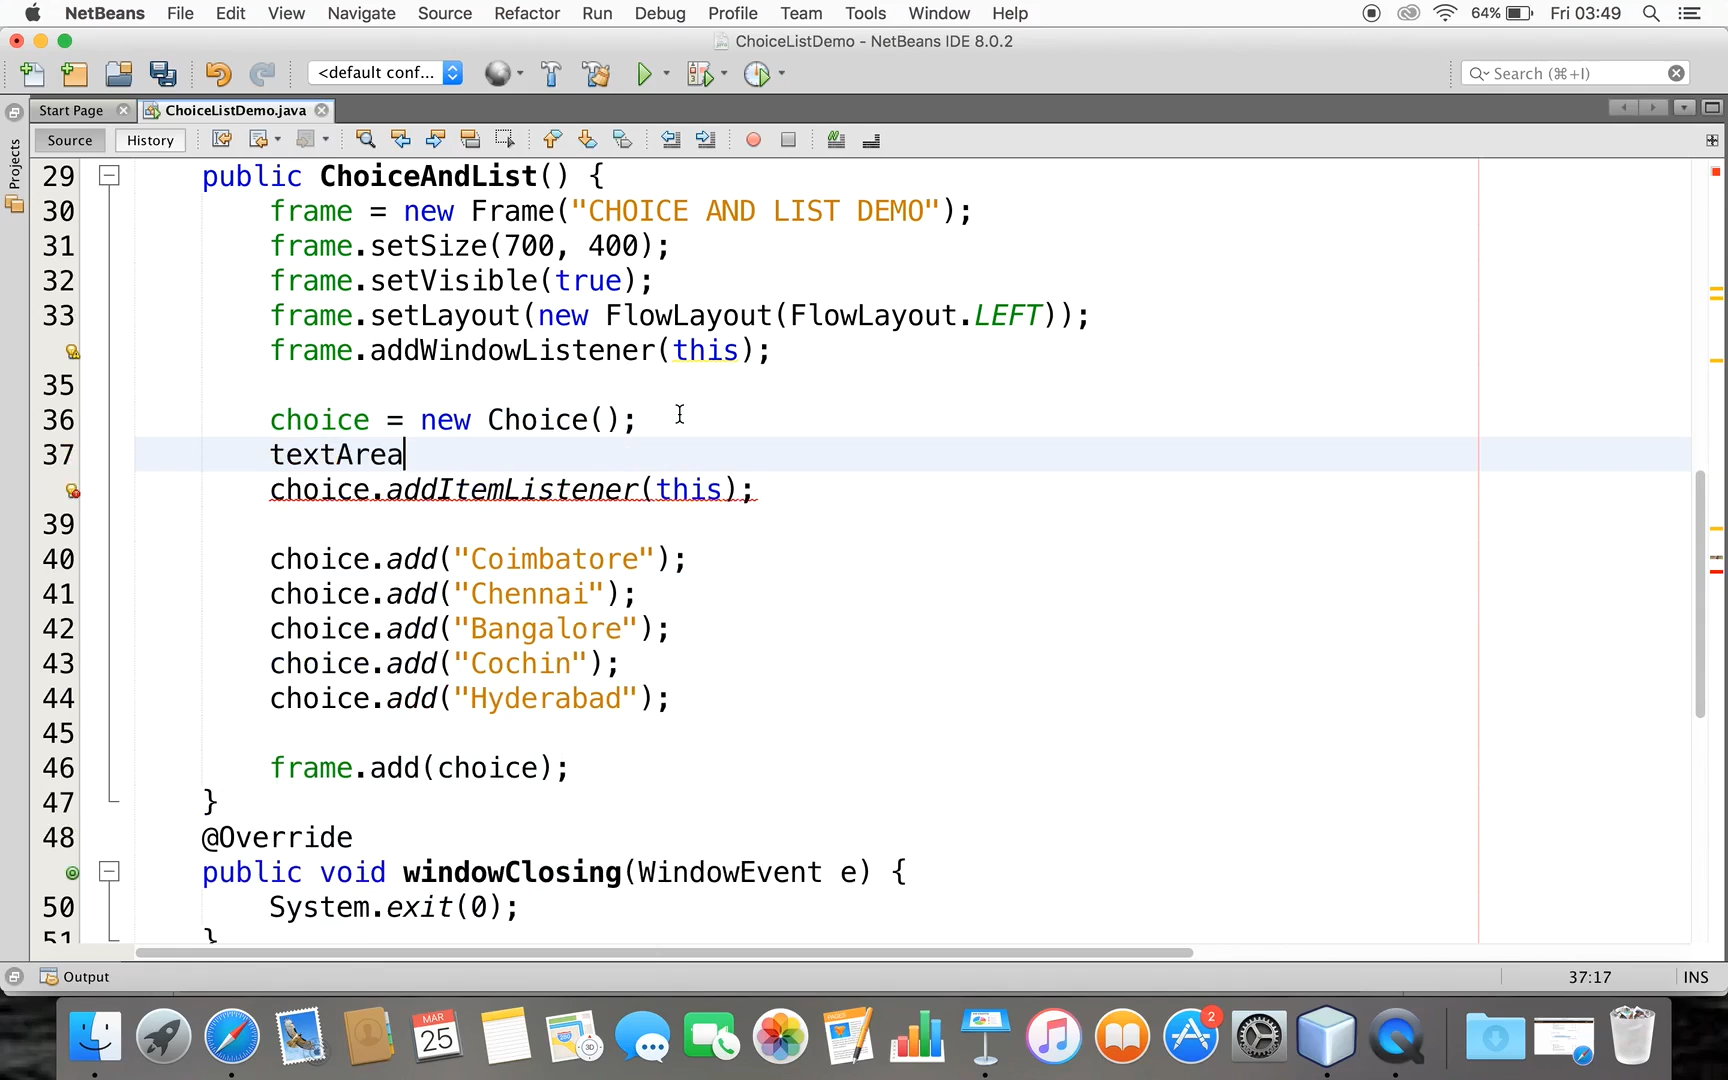 NetBeans File Edit View Navigate Source Refactor Run Debug Profile Team Tools Window Help 64% Fri 03:49
ChoiceListDemo - NetBeans IDE 8.0.2
<default conf... Search (⌘+I)
Start Page ChoiceListDemo.java
Source History
Projects
29 public ChoiceAndList() {
30 frame = new Frame("CHOICE AND LIST DEMO");
31 frame.setSize(700, 400);
32 frame.setVisible(true);
33 frame.setLayout(new FlowLayout(FlowLayout.LEFT));
frame.addWindowListener(this);
35
36 choice = new Choice();
37 textArea
choice.addItemListener(this);
39
40 choice.add("Coimbatore");
41 choice.add("Chennai");
42 choice.add("Bangalore");
43 choice.add("Cochin");
44 choice.add("Hyderabad");
45
46 frame.add(choice);
47 }
48 @Override
public void windowClosing(WindowEvent e) {
50 System.exit(0);
51 }
Output 37:17 INS
MAR
25
3D
PAGES
2